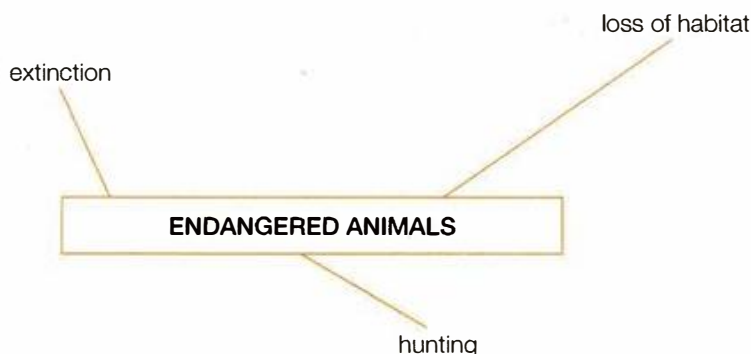 loss of habitat
extinction
ENDANGERED ANIMALS
hunting